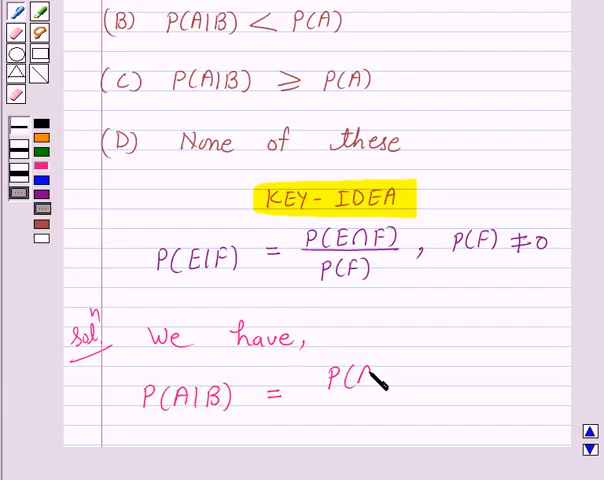 (B) P(A|B) < P(A)
(C) P(A|B) ≥ P(A)
(D) None of these
KEY-IDEA
P(E|F) = P(E∩F) / P(F) , P(F) ≠ 0
Solⁿ. We have,
P(A|B) = P(A